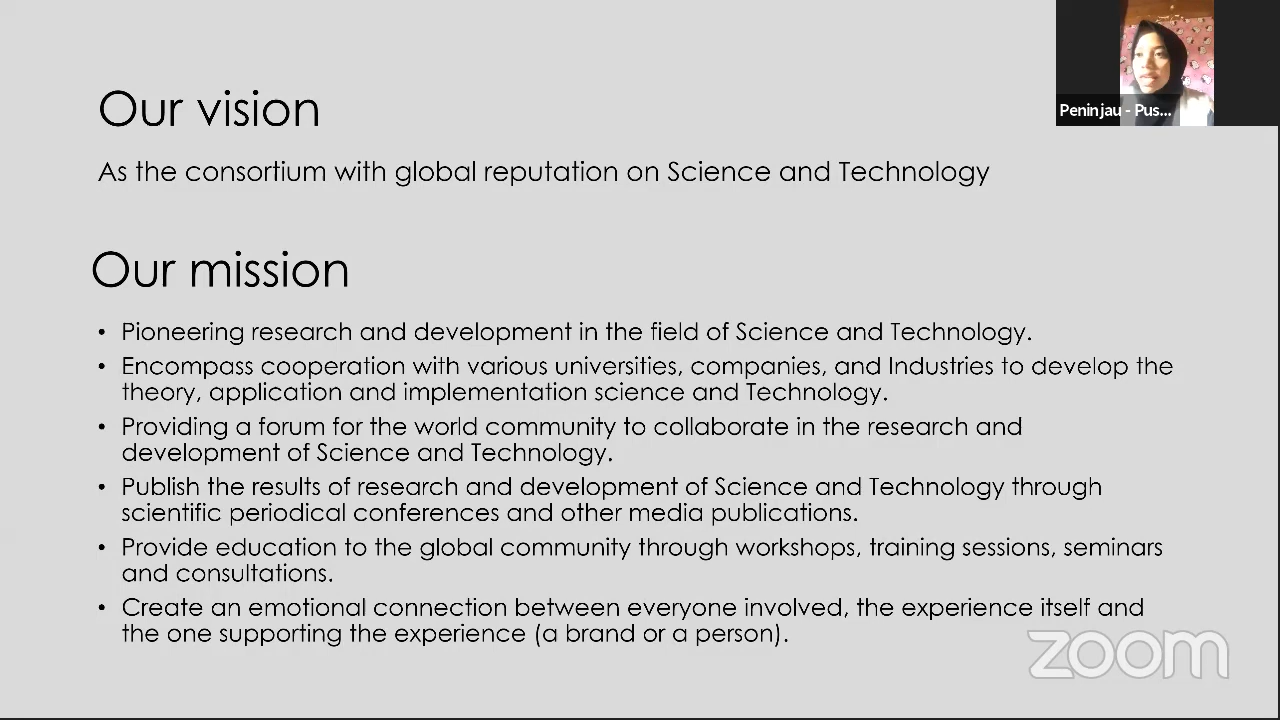 Our vision
Peninjau - Pus...
As the consortium with global reputation on Science and Technology
Our mission
• Pioneering research and development in the field of Science and Technology.
• Encompass cooperation with various universities, companies, and Industries to develop the
theory, application and implementation science and Technology.
• Providing a forum for the world community to collaborate in the research and
development of Science and Technology.
• Publish the results of research and development of Science and Technology through
scientific periodical conferences and other media publications.
• Provide education to the global community through workshops, training sessions, seminars
and consultations.
• Create an emotional connection between everyone involved, the experience itself and
the one supporting the experience (a brand or a person).
zoom